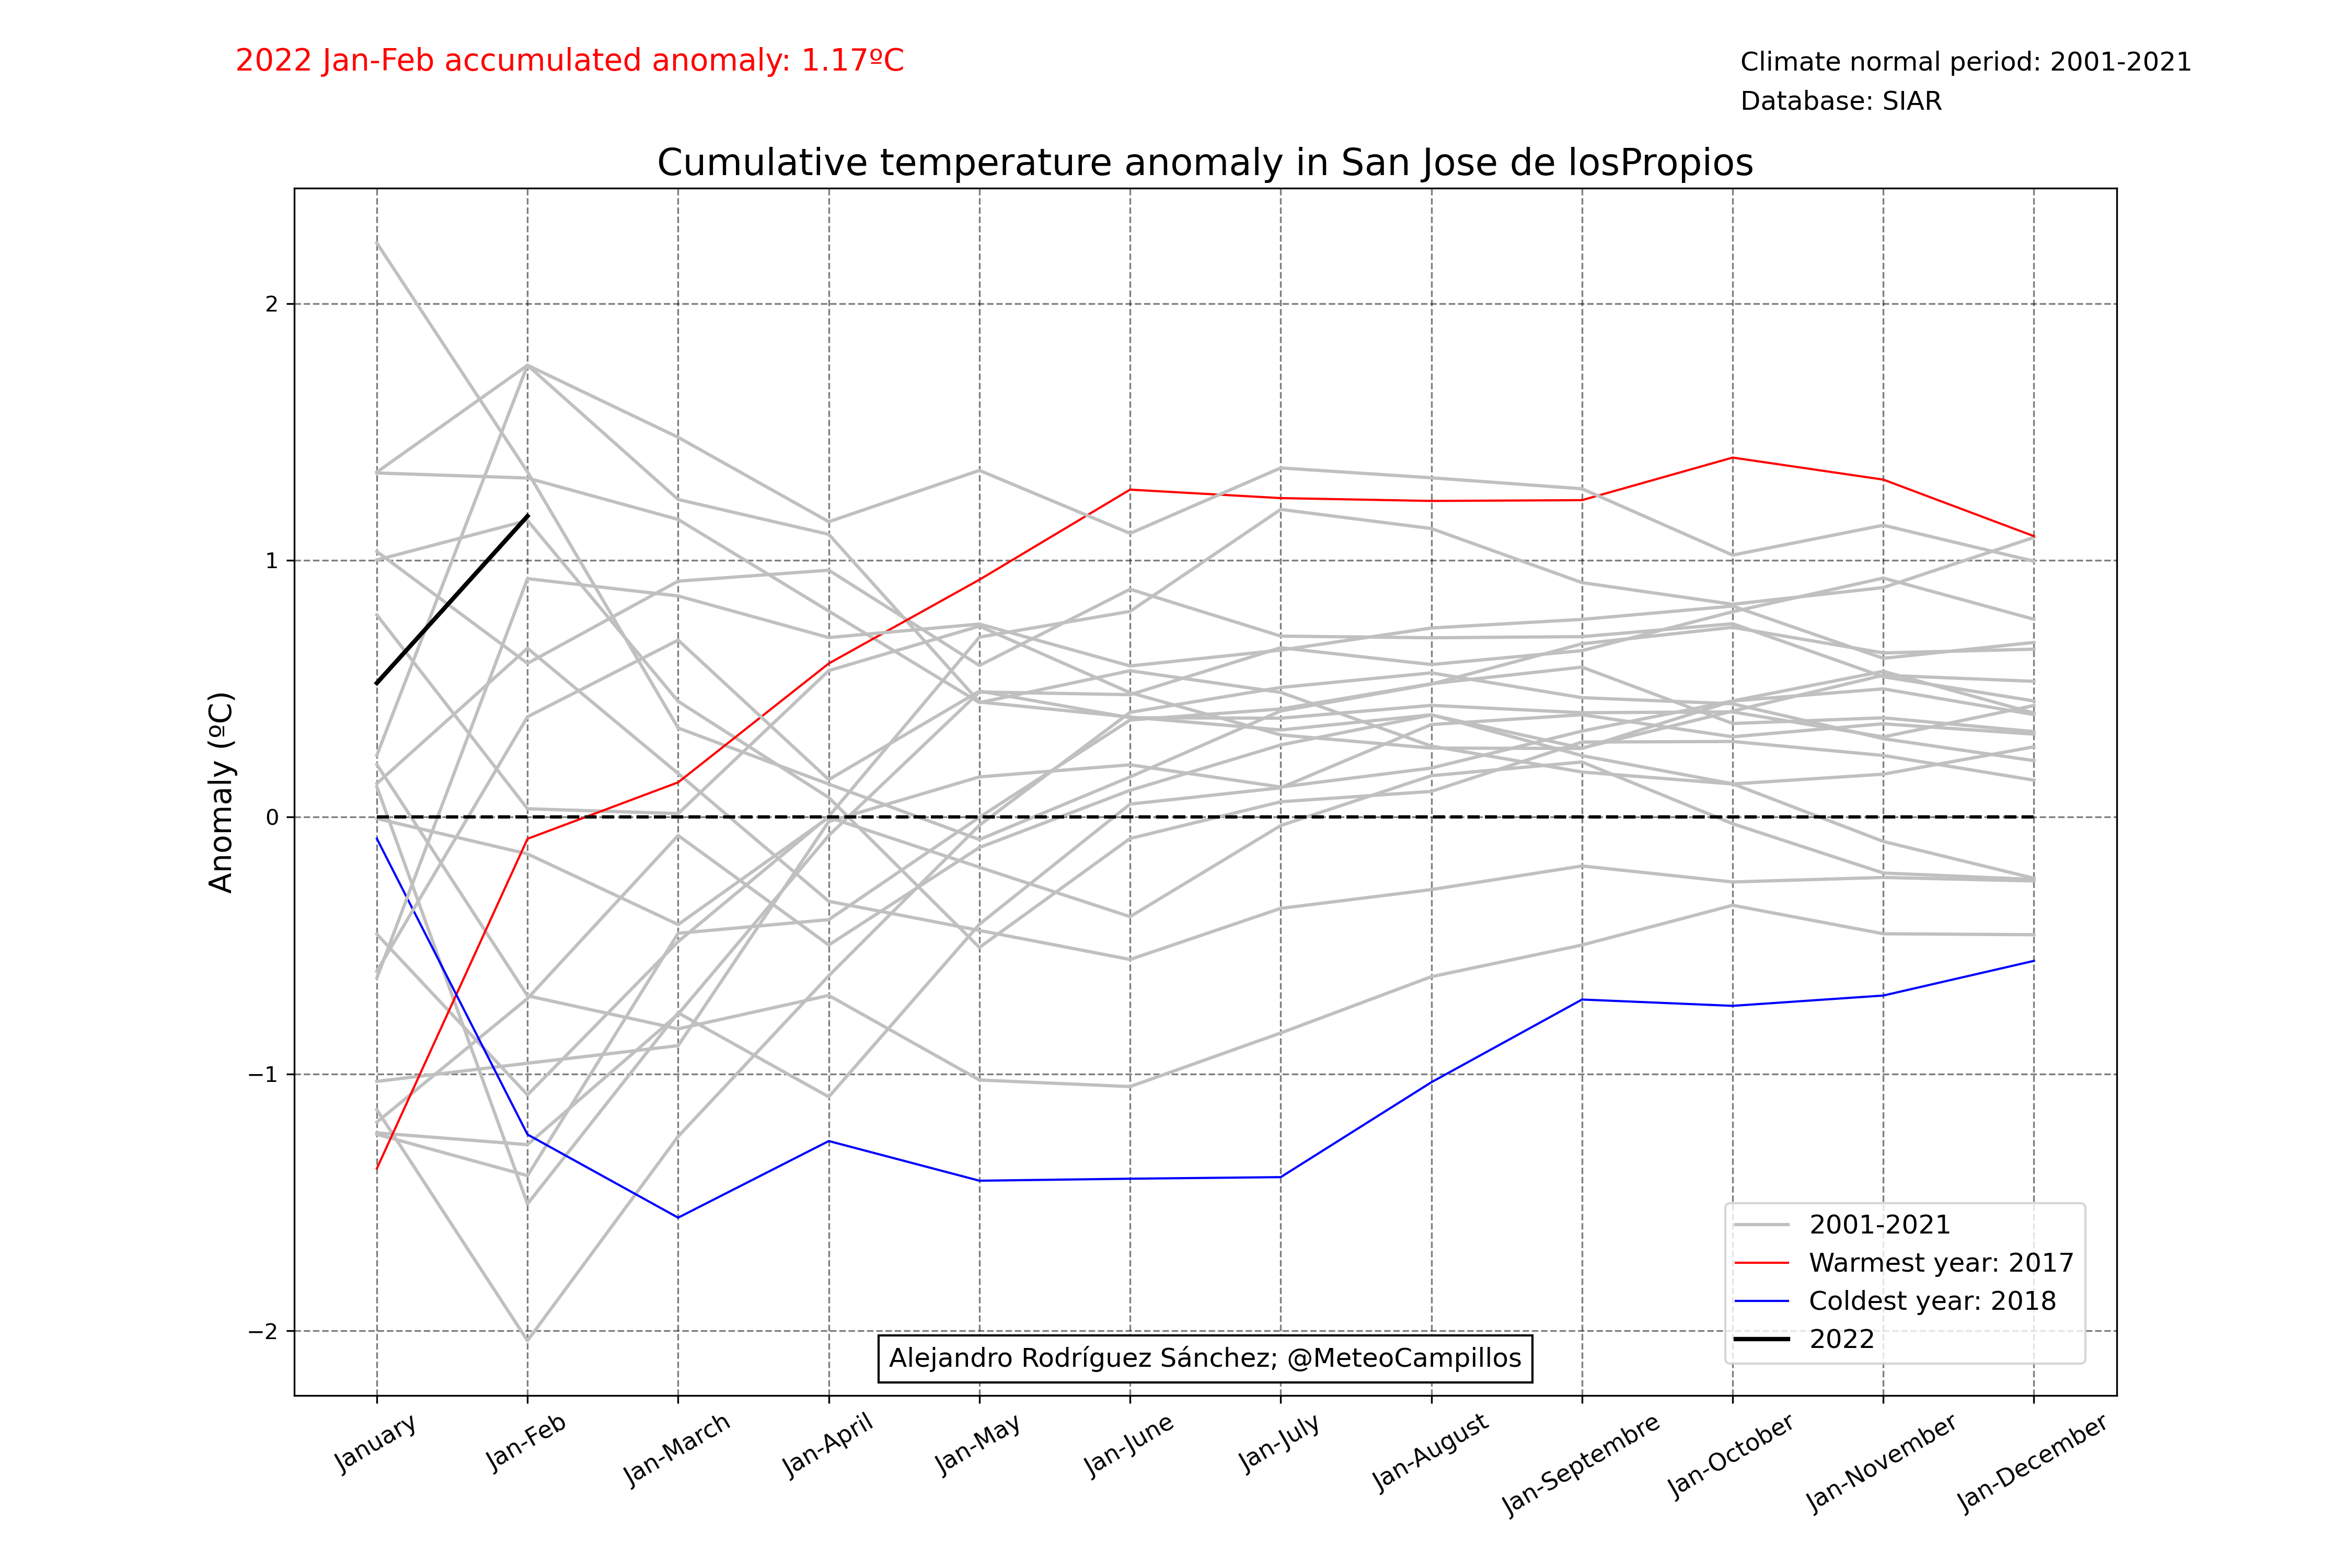 2022 Jan-Feb accumulated anomaly: 1.17ºC
Climate normal period: 2001-2021
Database: SIAR
Cumulative temperature anomaly in San Jose de losPropios
Anomaly (ºC)
2
1
0
−1
−2
2001-2021
Warmest year: 2017
Coldest year: 2018
2022
Alejandro Rodríguez Sánchez; @MeteoCampillos
January
Jan-Feb
Jan-March
Jan-April
Jan-May
Jan-June
Jan-July
Jan-August
Jan-Septembre
Jan-October
Jan-November
Jan-December